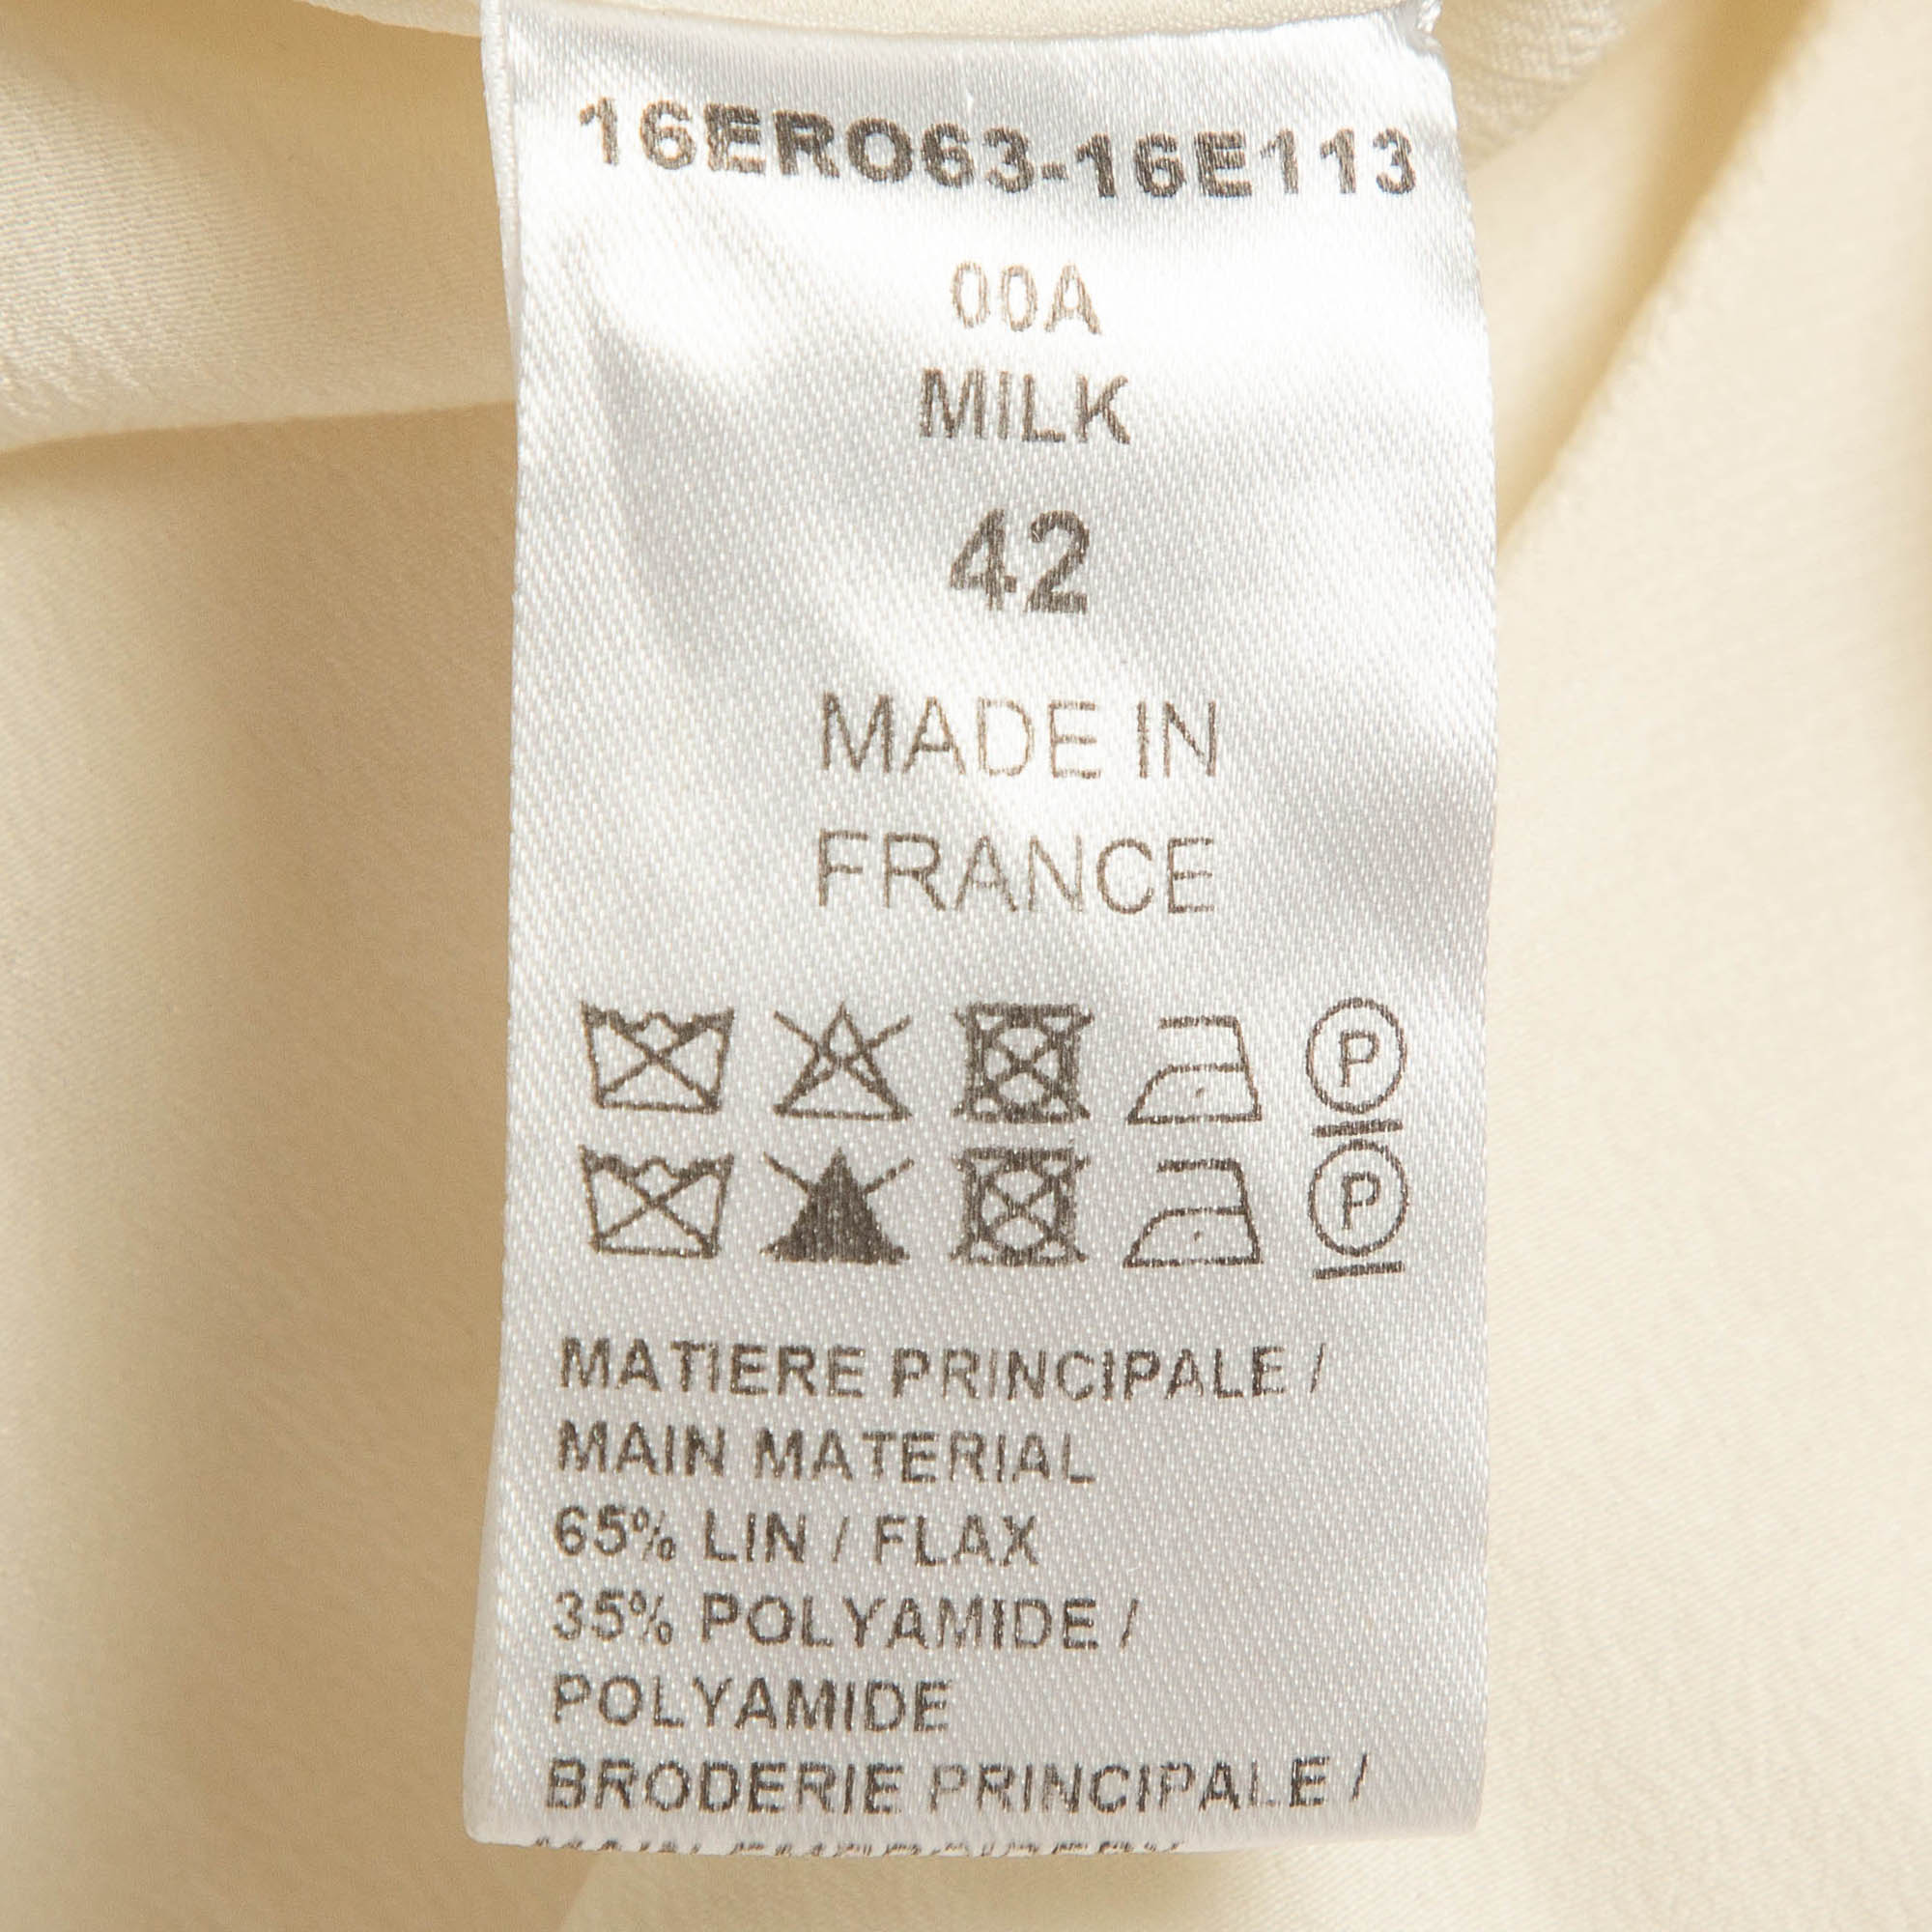 16ERO63-16E113
00A
MILK
42
MADE IN
FRANCE
P
P
MATIERE PRINCIPALE /
MAIN MATERIAL
65% LIN / FLAX
35% POLYAMIDE /
POLYAMIDE
BRODERIE PRINCIPALE /